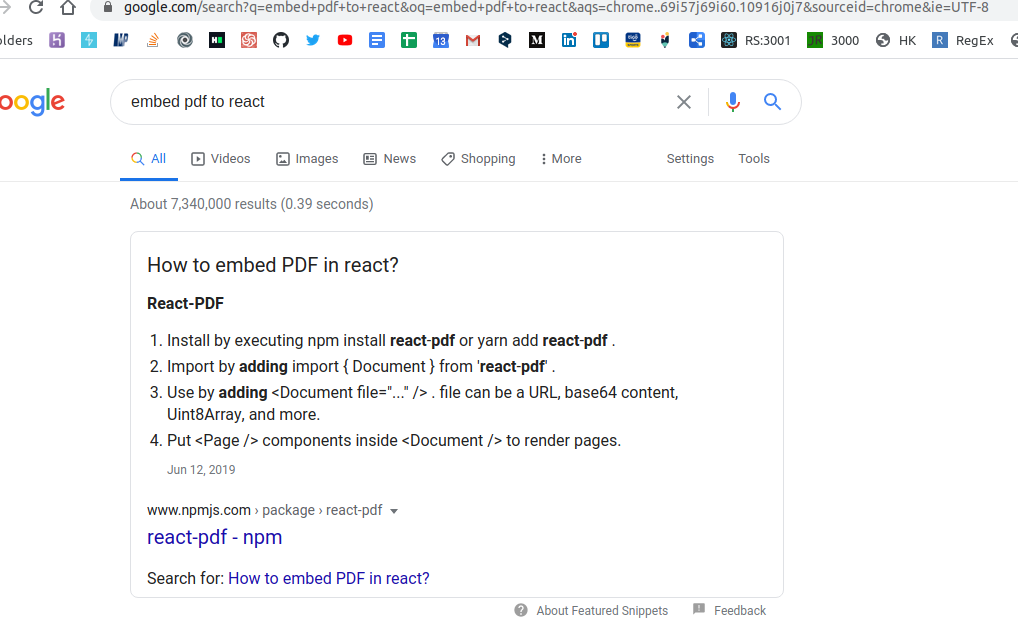 google.com/search?q=embed+pdf+to+react&oq=embed+pdf+to+react&aqs=chrome..69i57j69i60.10916j0j7&sourceid=chrome&ie=UTF-8
olders RS:3001 JR 3000 HK R RegEx
oogle embed pdf to react
All Videos Images News Shopping More Settings Tools
About 7,340,000 results (0.39 seconds)
How to embed PDF in react?
React-PDF
1. Install by executing npm install react-pdf or yarn add react-pdf .
2. Import by adding import { Document } from 'react-pdf' .
3. Use by adding <Document file="..." /> . file can be a URL, base64 content,
Uint8Array, and more.
4. Put <Page /> components inside <Document /> to render pages.
Jun 12, 2019
www.npmjs.com › package › react-pdf
react-pdf - npm
Search for: How to embed PDF in react?
About Featured Snippets Feedback